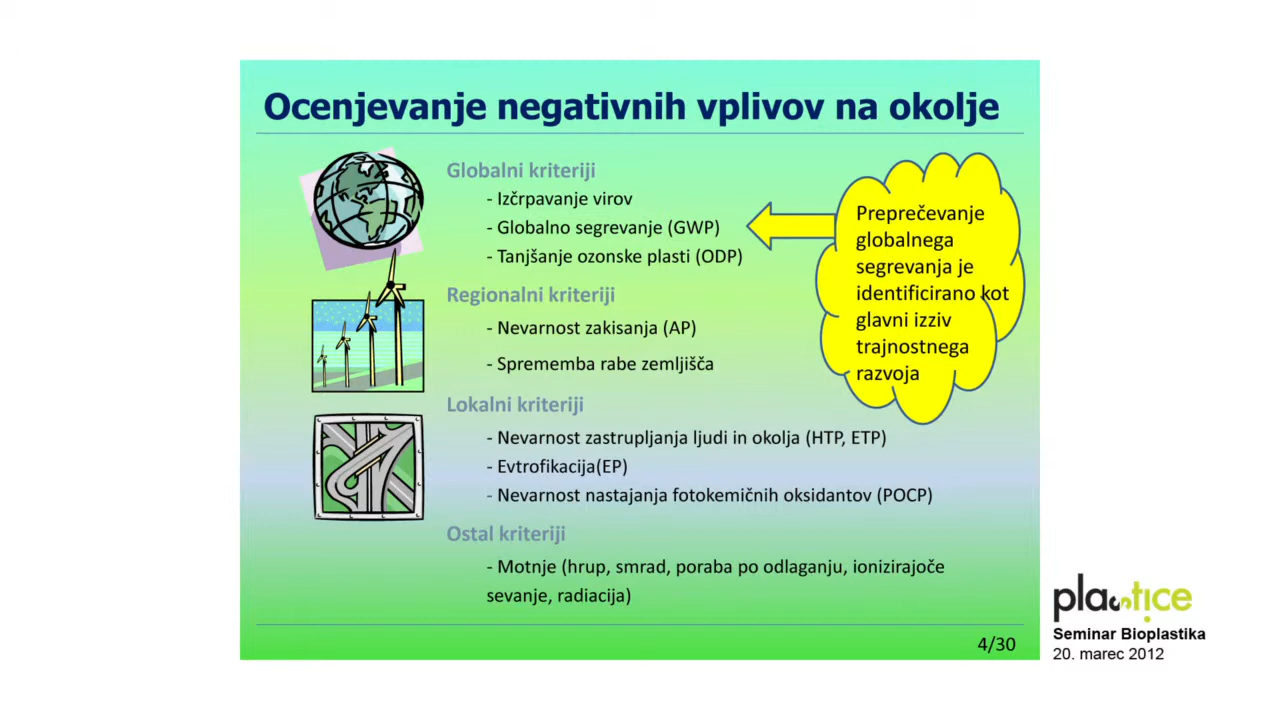 Ocenjevanje negativnih vplivov na okolje
Globalni kriteriji
- Izčrpavanje virov
- Globalno segrevanje (GWP)
- Tanjšanje ozonske plasti (ODP)
Regionalni kriteriji
- Nevarnost zakisanja (AP)
- Sprememba rabe zemljišča
Lokalni kriteriji
- Nevarnost zastrupljanja ljudi in okolja (HTP, ETP)
- Evtrofikacija(EP)
- Nevarnost nastajanja fotokemičnih oksidantov (POCP)
Ostal kriteriji
- Motnje (hrup, smrad, poraba po odlaganju, ionizirajoče
sevanje, radiacija)
Preprečevanje
globalnega
segrevanja je
identificirano kot
glavni izziv
trajnostnega
razvoja
4/30
plastice
Seminar Bioplastika
20. marec 2012